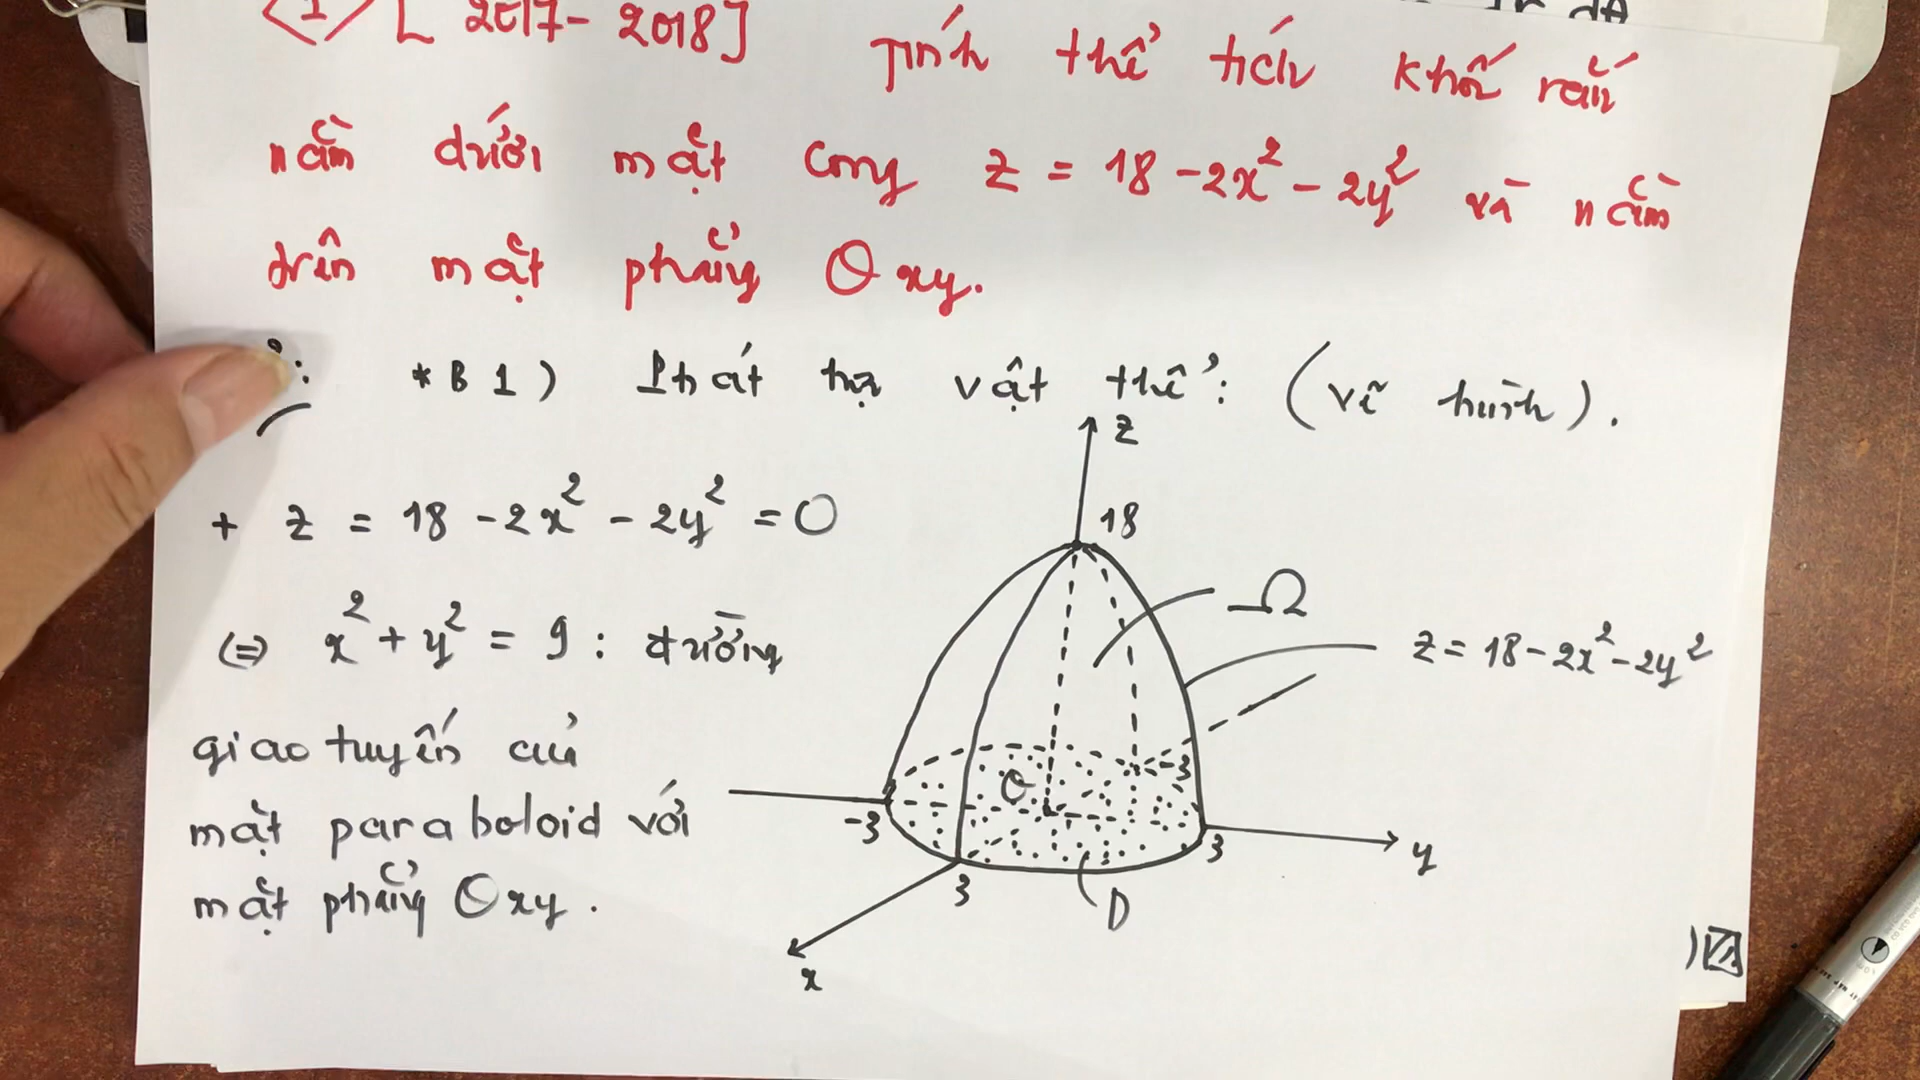 <1> [ 2017 - 2018] Tính thể tích khối rắn
nằm dưới mặt cong z = 18 - 2x² - 2y² và nằm
trên mặt phẳng Oxy.
*B1) Phát họa vật thể: (vẽ hình).
+ z = 18 - 2x² - 2y² = 0
⇔ x² + y² = 9 : đường
giao tuyến của
mặt paraboloid với
mặt phẳng Oxy.
z
18
Ω
z = 18 - 2x² - 2y²
O
-3
-3
3
y
3
D
x